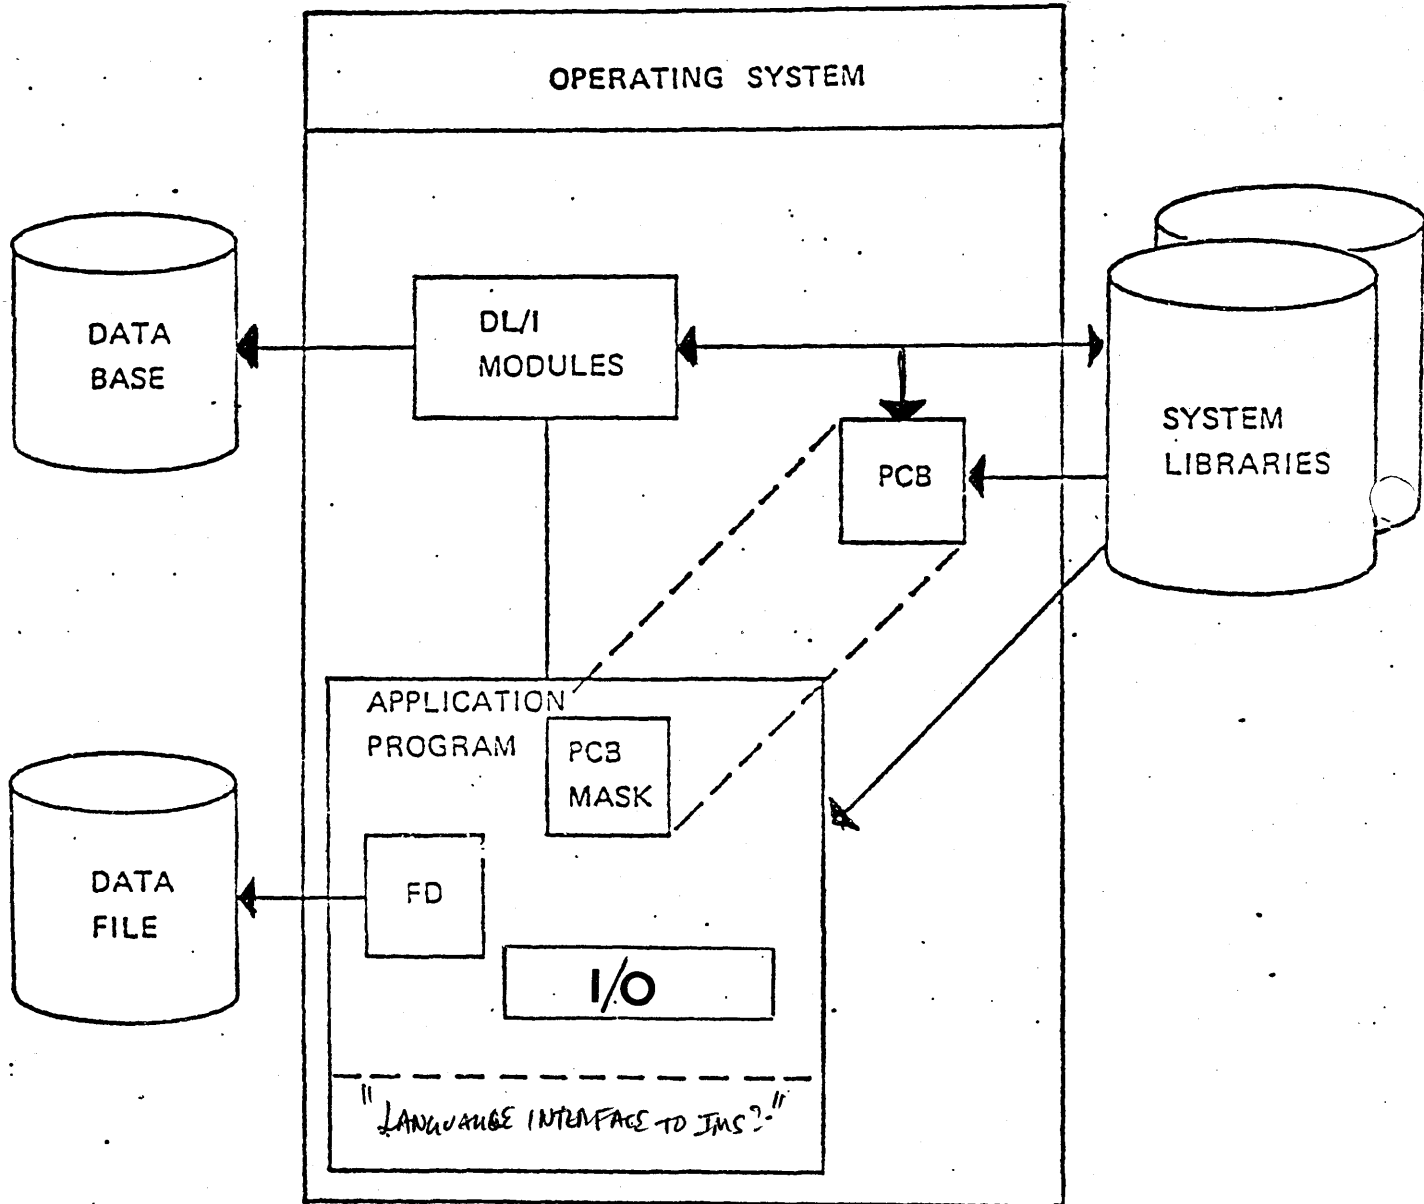 OPERATING SYSTEM
DATA
BASE
DL/I
MODULES
PCB
SYSTEM
LIBRARIES
APPLICATION
PROGRAM
PCB
MASK
DATA
FILE
FD
I/O
"LANGUAGE INTERFACE TO IMS?"